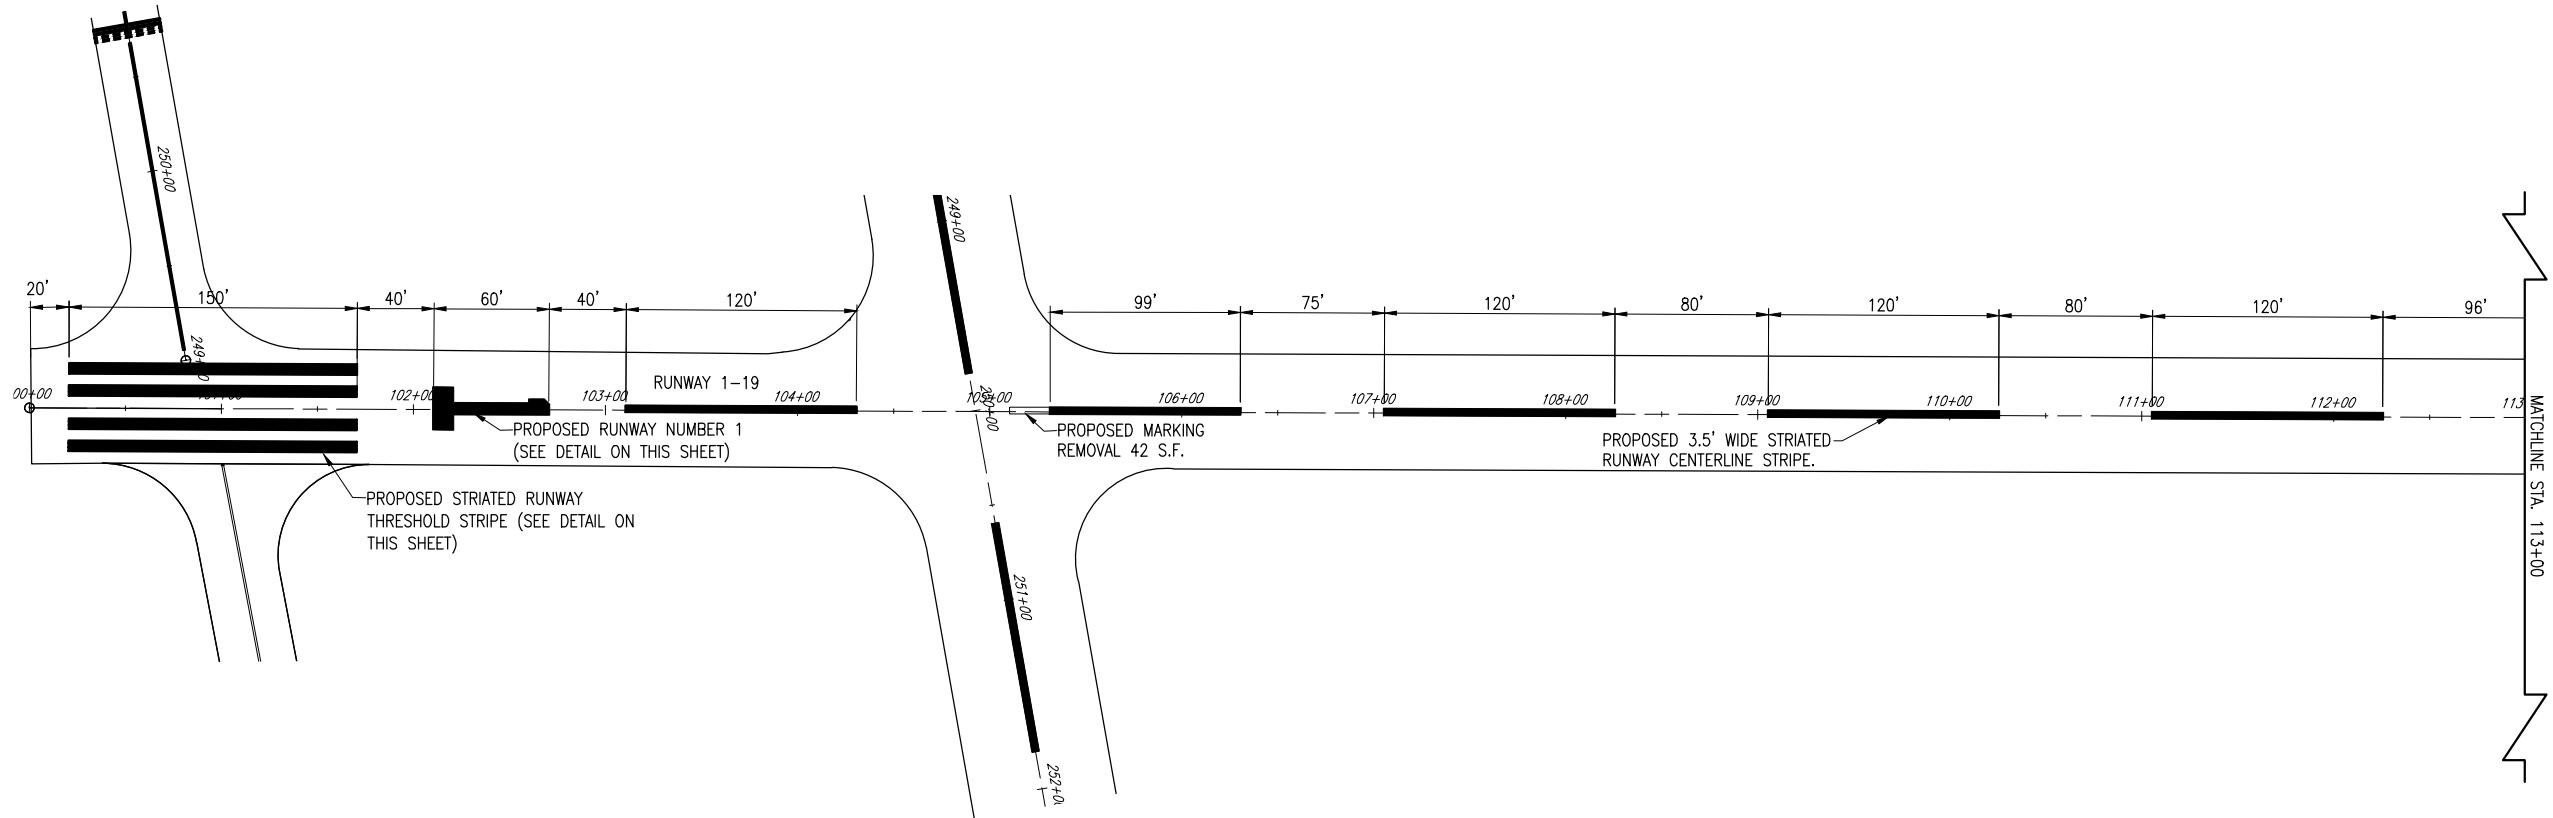 250+00
249+00
20'
150'
40'
60'
40'
120'
99'
75'
120'
80'
120'
80'
120'
96'
249+00
RUNWAY 1-19
00+00
102+00
103+00
104+00
105+00
106+00
107+00
108+00
109+00
110+00
111+00
112+00
113
250+00
PROPOSED RUNWAY NUMBER 1
(SEE DETAIL ON THIS SHEET)
PROPOSED MARKING
REMOVAL 42 S.F.
PROPOSED 3.5' WIDE STRIATED
RUNWAY CENTERLINE STRIPE.
MATCHLINE STA. 113+00
PROPOSED STRIATED RUNWAY
THRESHOLD STRIPE (SEE DETAIL ON
THIS SHEET)
251+00